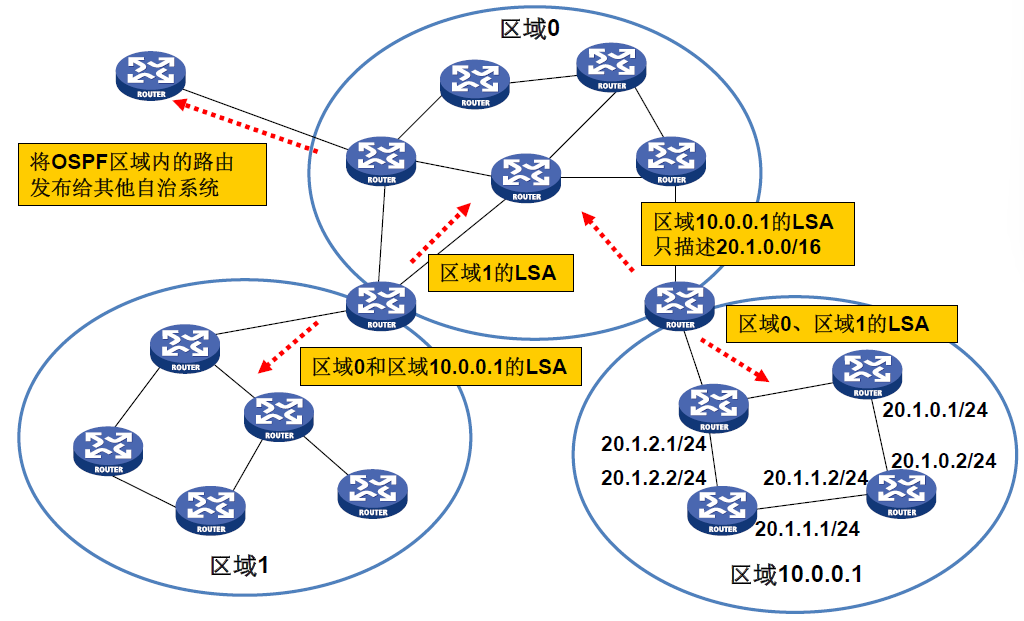 区域0
ROUTER
ROUTER
ROUTER
将OSPF区域内的路由
发布给其他自治系统
ROUTER
ROUTER
ROUTER
区域10.0.0.1的LSA
只描述20.1.0.0/16
区域1的LSA
ROUTER
ROUTER
区域0、区域1的LSA
区域0和区域10.0.0.1的LSA
ROUTER
ROUTER
ROUTER
ROUTER
ROUTER
ROUTER
ROUTER
区域1
ROUTER
20.1.0.1/24
20.1.2.1/24
20.1.0.2/24
20.1.2.2/24
20.1.1.2/24
ROUTER
ROUTER
20.1.1.1/24
区域10.0.0.1